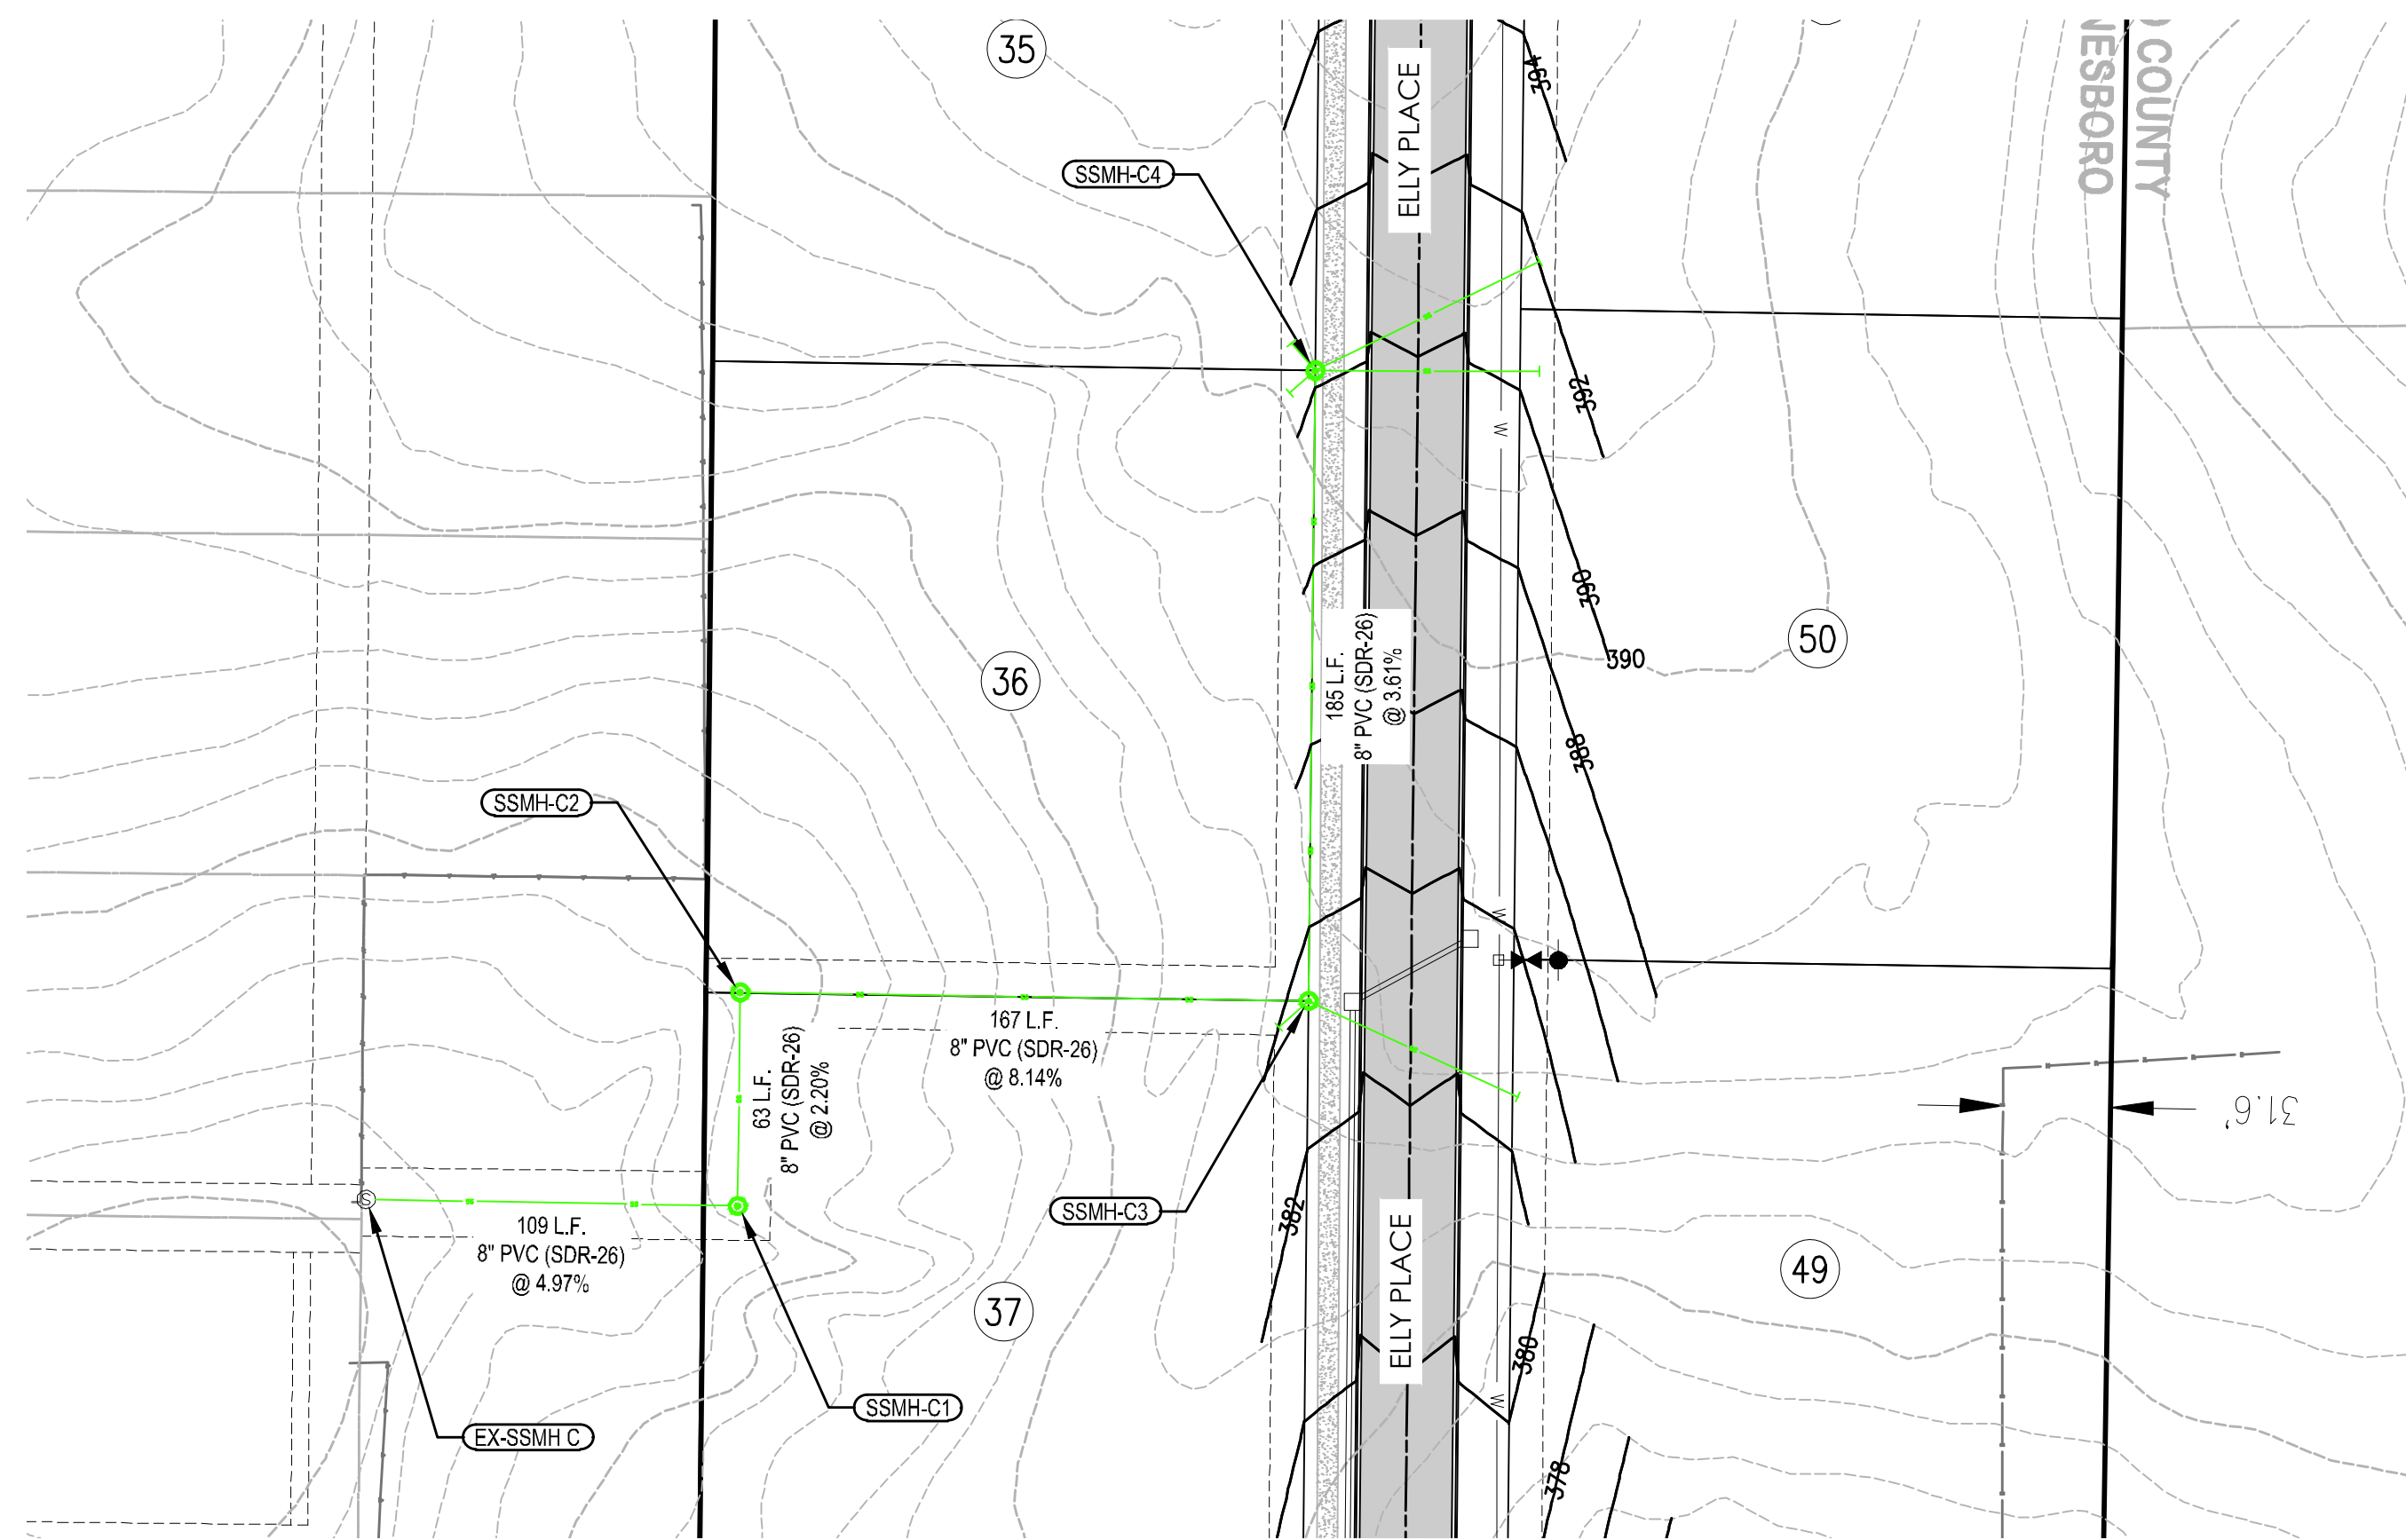 35
ELLY PLACE
394
COUNTY
NESBORO
SSMH-C4
392
W
390
390
50
36
185 L.F.
8" PVC (SDR-26)
@ 3.61%
388
SSMH-C2
W
167 L.F.
8" PVC (SDR-26)
@ 8.14%
63 L.F.
8" PVC (SDR-26)
@ 2.20%
31.6'
S
109 L.F.
8" PVC (SDR-26)
@ 4.97%
SSMH-C3
382
ELLY PLACE
49
37
380
W
SSMH-C1
EX-SSMH C
378